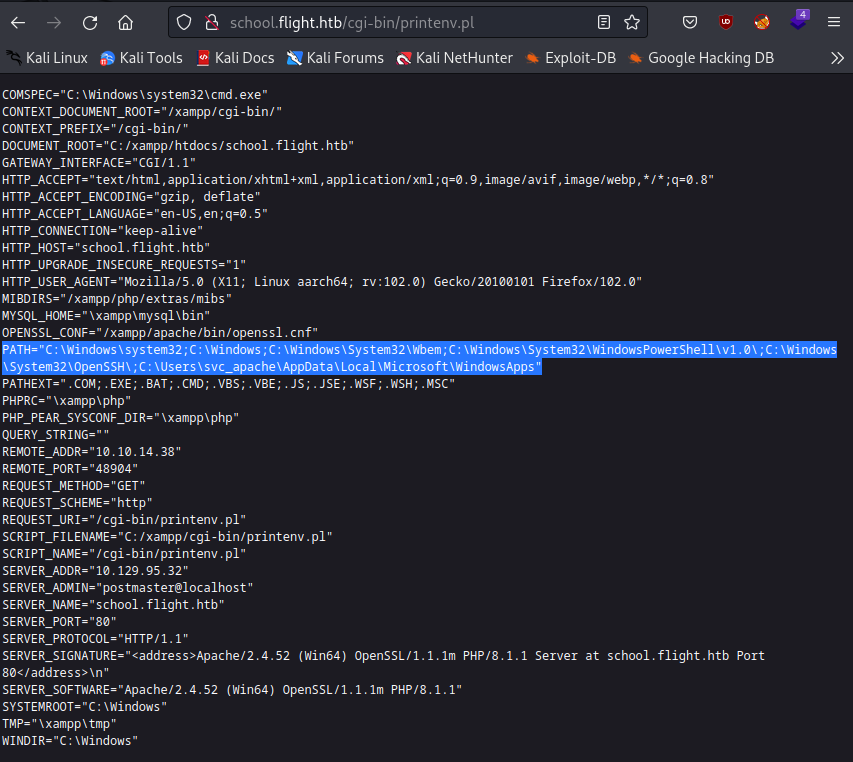 school.flight.htb/cgi-bin/printenv.pl
4
Kali Linux Kali Tools Kali Docs Kali Forums Kali NetHunter Exploit-DB Google Hacking DB
COMSPEC="C:\Windows\system32\cmd.exe"
CONTEXT_DOCUMENT_ROOT="/xampp/cgi-bin/"
CONTEXT_PREFIX="/cgi-bin/"
DOCUMENT_ROOT="C:/xampp/htdocs/school.flight.htb"
GATEWAY_INTERFACE="CGI/1.1"
HTTP_ACCEPT="text/html,application/xhtml+xml,application/xml;q=0.9,image/avif,image/webp,*/*;q=0.8"
HTTP_ACCEPT_ENCODING="gzip, deflate"
HTTP_ACCEPT_LANGUAGE="en-US,en;q=0.5"
HTTP_CONNECTION="keep-alive"
HTTP_HOST="school.flight.htb"
HTTP_UPGRADE_INSECURE_REQUESTS="1"
HTTP_USER_AGENT="Mozilla/5.0 (X11; Linux aarch64; rv:102.0) Gecko/20100101 Firefox/102.0"
MIBDIRS="/xampp/php/extras/mibs"
MYSQL_HOME="\xampp\mysql\bin"
OPENSSL_CONF="/xampp/apache/bin/openssl.cnf"
PATH="C:\Windows\system32;C:\Windows;C:\Windows\System32\Wbem;C:\Windows\System32\WindowsPowerShell\v1.0\;C:\Windows
\System32\OpenSSH\;C:\Users\svc_apache\AppData\Local\Microsoft\WindowsApps"
PATHEXT=".COM;.EXE;.BAT;.CMD;.VBS;.VBE;.JS;.JSE;.WSF;.WSH;.MSC"
PHPRC="\xampp\php"
PHP_PEAR_SYSCONF_DIR="\xampp\php"
QUERY_STRING=""
REMOTE_ADDR="10.10.14.38"
REMOTE_PORT="48904"
REQUEST_METHOD="GET"
REQUEST_SCHEME="http"
REQUEST_URI="/cgi-bin/printenv.pl"
SCRIPT_FILENAME="C:/xampp/cgi-bin/printenv.pl"
SCRIPT_NAME="/cgi-bin/printenv.pl"
SERVER_ADDR="10.129.95.32"
SERVER_ADMIN="postmaster@localhost"
SERVER_NAME="school.flight.htb"
SERVER_PORT="80"
SERVER_PROTOCOL="HTTP/1.1"
SERVER_SIGNATURE="<address>Apache/2.4.52 (Win64) OpenSSL/1.1.1m PHP/8.1.1 Server at school.flight.htb Port
80</address>\n"
SERVER_SOFTWARE="Apache/2.4.52 (Win64) OpenSSL/1.1.1m PHP/8.1.1"
SYSTEMROOT="C:\Windows"
TMP="\xampp\tmp"
WINDIR="C:\Windows"